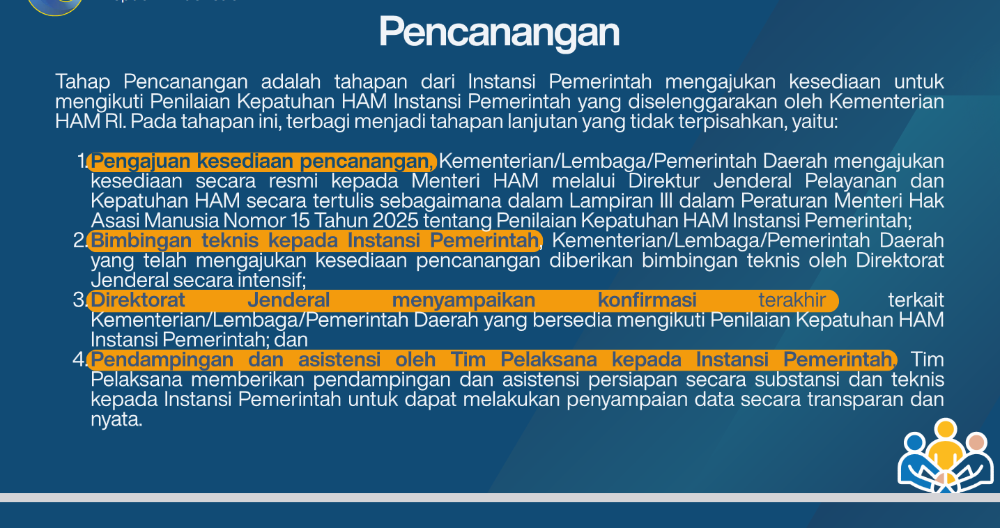 Pencanangan
Tahap Pencanangan adalah tahapan dari Instansi Pemerintah mengajukan kesediaan untuk
mengikuti Penilaian Kepatuhan HAM Instansi Pemerintah yang diselenggarakan oleh Kementerian
HAM RI. Pada tahapan ini, terbagi menjadi tahapan lanjutan yang tidak terpisahkan, yaitu:
1. Pengajuan kesediaan pencanangan, Kementerian/Lembaga/Pemerintah Daerah mengajukan
kesediaan secara resmi kepada Menteri HAM melalui Direktur Jenderal Pelayanan dan
Kepatuhan HAM secara tertulis sebagaimana dalam Lampiran III dalam Peraturan Menteri Hak
Asasi Manusia Nomor 15 Tahun 2025 tentang Penilaian Kepatuhan HAM Instansi Pemerintah;
2. Bimbingan teknis kepada Instansi Pemerintah, Kementerian/Lembaga/Pemerintah Daerah
yang telah mengajukan kesediaan pencanangan diberikan bimbingan teknis oleh Direktorat
Jenderal secara intensif;
3. Direktorat Jenderal menyampaikan konfirmasi terakhir terkait
Kementerian/Lembaga/Pemerintah Daerah yang bersedia mengikuti Penilaian Kepatuhan HAM
Instansi Pemerintah; dan
4. Pendampingan dan asistensi oleh Tim Pelaksana kepada Instansi Pemerintah, Tim
Pelaksana memberikan pendampingan dan asistensi persiapan secara substansi dan teknis
kepada Instansi Pemerintah untuk dapat melakukan penyampaian data secara transparan dan
nyata.